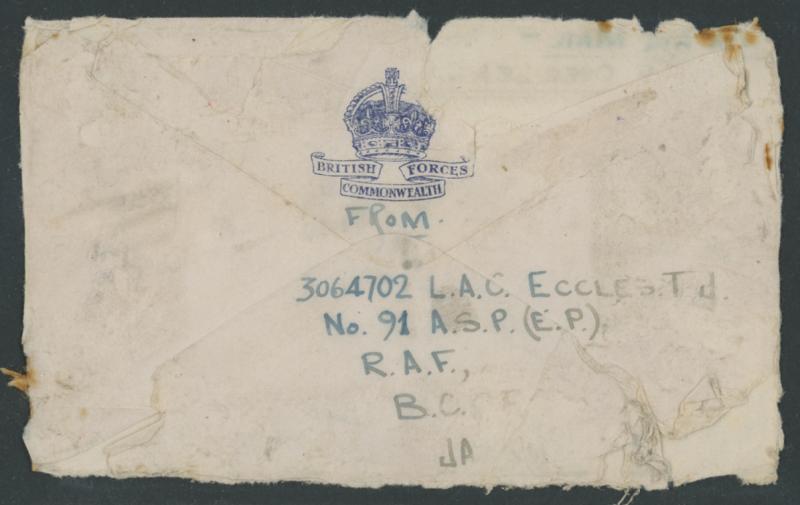 BRITISH FORCES
COMMONWEALTH
FROM.
3064702 L.A.C. ECCLES. T.J.
No. 91 A.S.P. (E.P.)
R.A.F.,
B.C.
JA